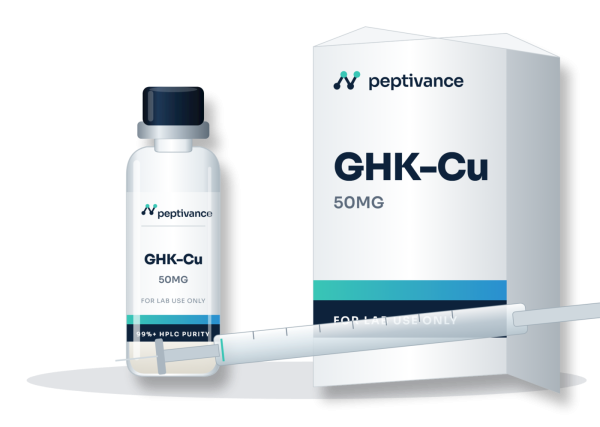 peptivance
GHK-Cu
50MG
FOR LAB USE ONLY
99%+ HPLC PURITY
peptivance
GHK-Cu
50MG
FOR LAB USE ONLY